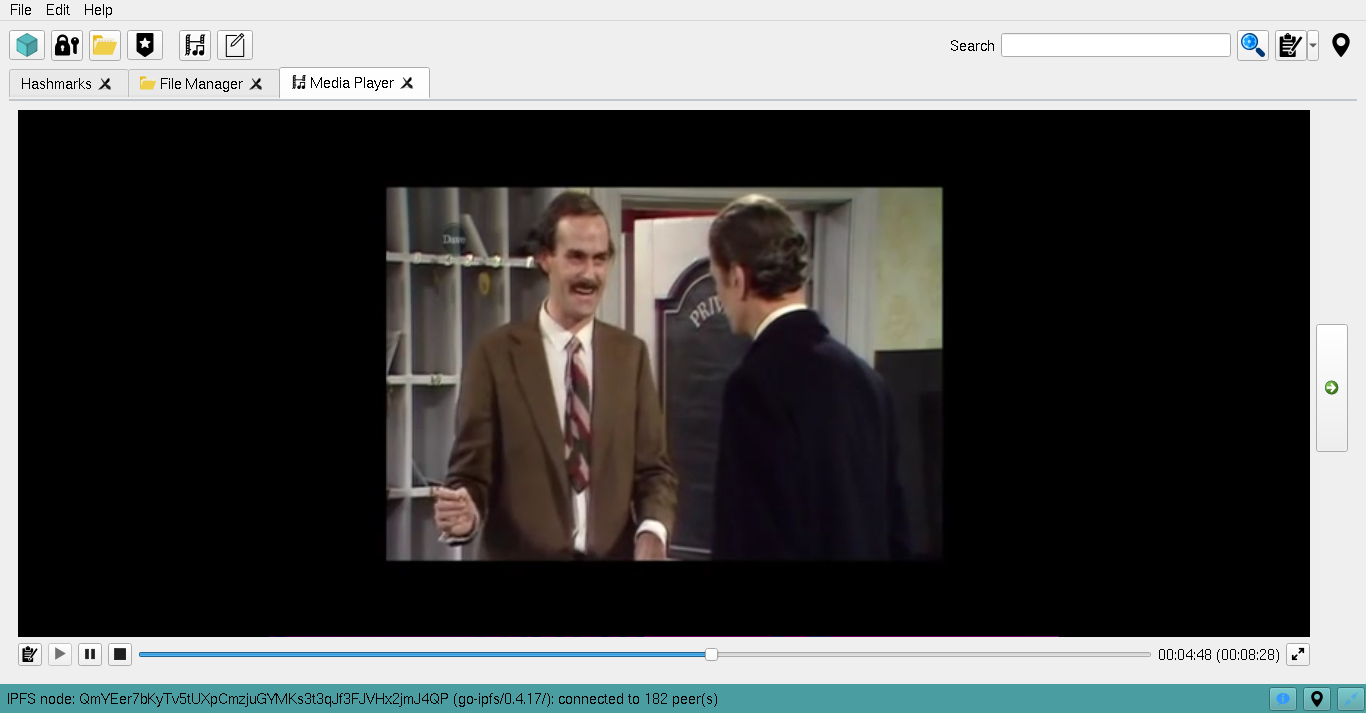 File Edit Help
Search
Hashmarks File Manager Media Player
Dave
00:04:48 (00:08:28)
IPFS node: QmYEer7bKyTv5tUXpCmzjuGYMKs3t3qJf3FJVHx2jmJ4QP (go-ipfs/0.4.17/): connected to 182 peer(s)